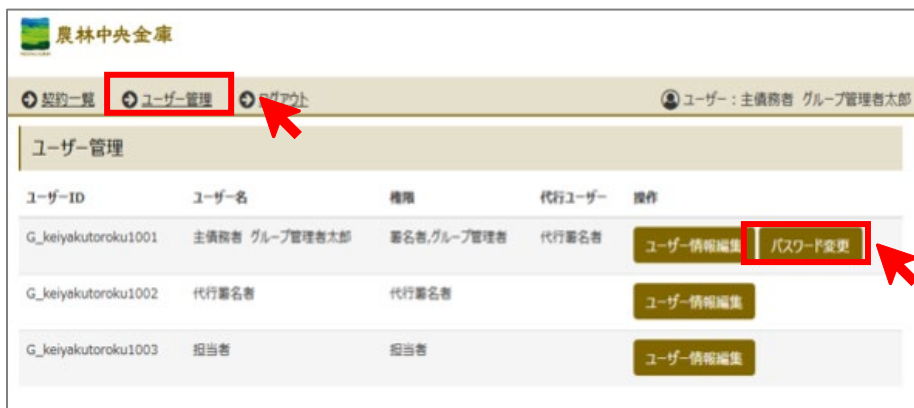 農林中央金庫
契約一覧 ユーザー管理 ログアウト ユーザー：主債務者 グループ管理者太郎
ユーザー管理
ユーザーID ユーザー名 権限 代行ユーザー 操作
G_keiyakutoroku1001 主債務者 グループ管理者太郎 署名者,グループ管理者 代行署名者 ユーザー情報編集 パスワード変更
G_keiyakutoroku1002 代行署名者 代行署名者 ユーザー情報編集
G_keiyakutoroku1003 担当者 担当者 ユーザー情報編集